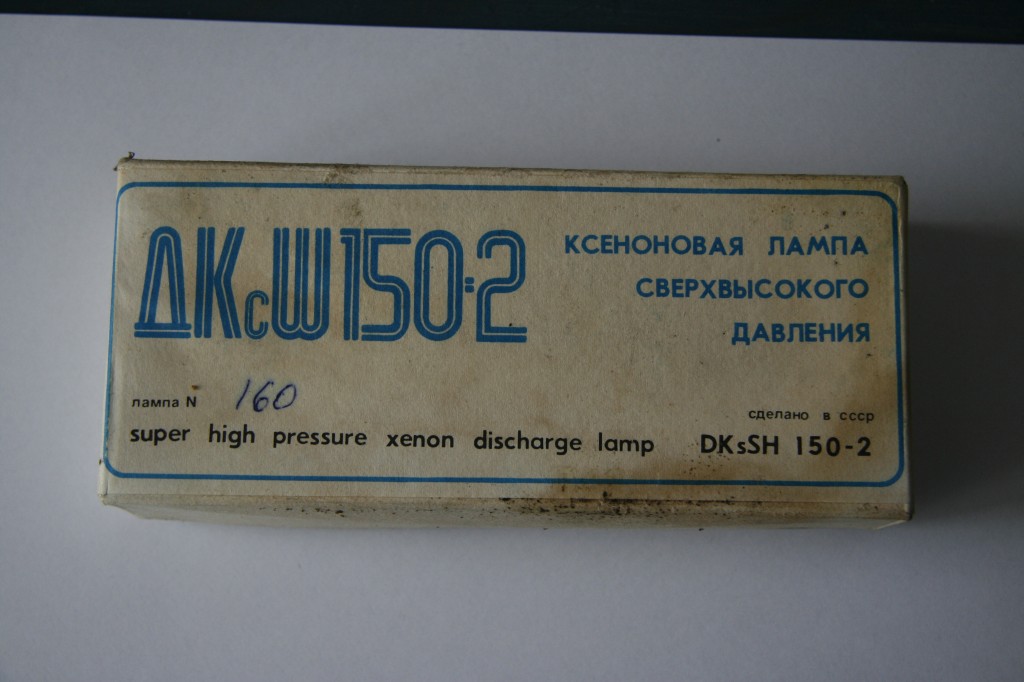 ДКсШ150-2
КСЕНОНОВАЯ ЛАМПА
СВЕРХВЫСОКОГО
ДАВЛЕНИЯ
лампа N 160
сделано в ссср
super high pressure xenon discharge lamp DKsSH 150-2